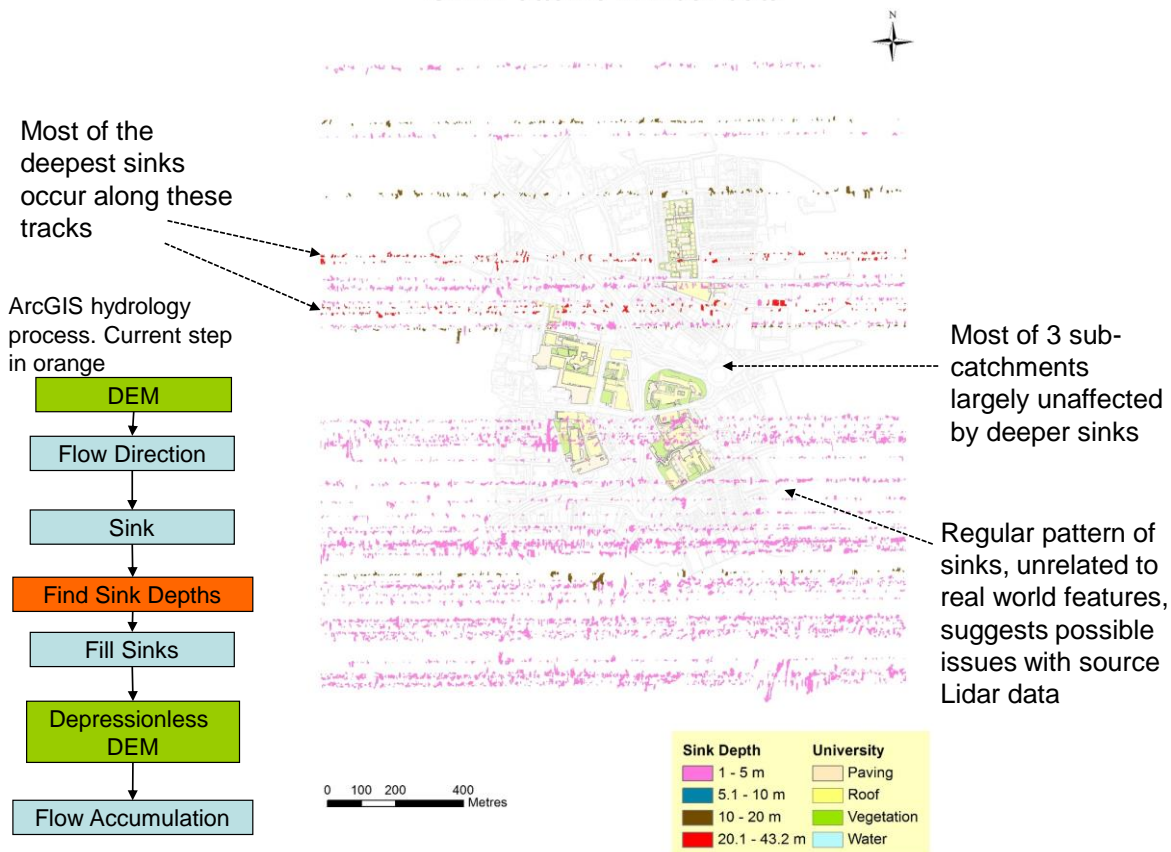 N
Most of the
deepest sinks
occur along these
tracks
ArcGIS hydrology
process. Current step
in orange
DEM
Flow Direction
Sink
Find Sink Depths
Fill Sinks
Depressionless
DEM
Flow Accumulation
Most of 3 sub-
catchments
largely unaffected
by deeper sinks
Regular pattern of
sinks, unrelated to
real world features,
suggests possible
issues with source
Lidar data
0 100 200 400
Metres
Sink Depth University
1 - 5 m Paving
5.1 - 10 m Roof
10 - 20 m Vegetation
20.1 - 43.2 m Water